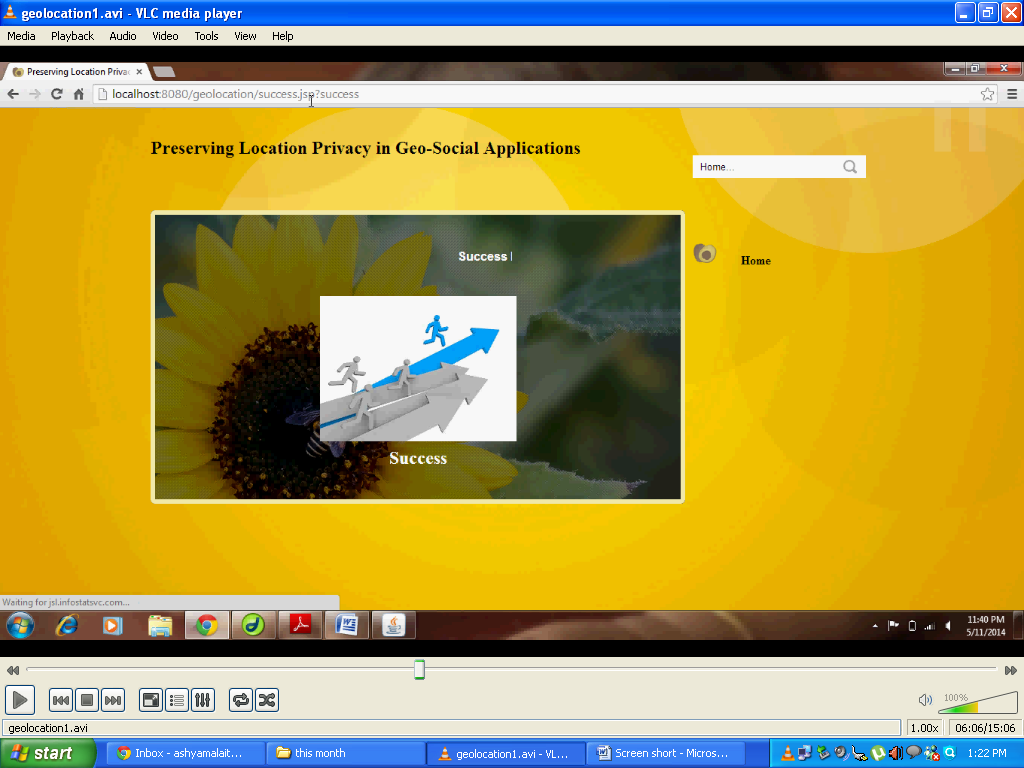 geolocation1.avi - VLC media player
Media Playback Audio Video Tools View Help
Preserving Location Priva
localhost:8080/geolocation/success.jsp?success
Preserving Location Privacy in Geo-Social Applications
Home...
Success
Home
Success
Waiting for jsl.infostatsvc.com...
11:40 PM
5/11/2014
100%
geolocation1.avi 1.00x 06:06/15:06
start Inbox - ashyamalait... this month geolocation1.avi - VL... Screen short - Micros... 1:22 PM